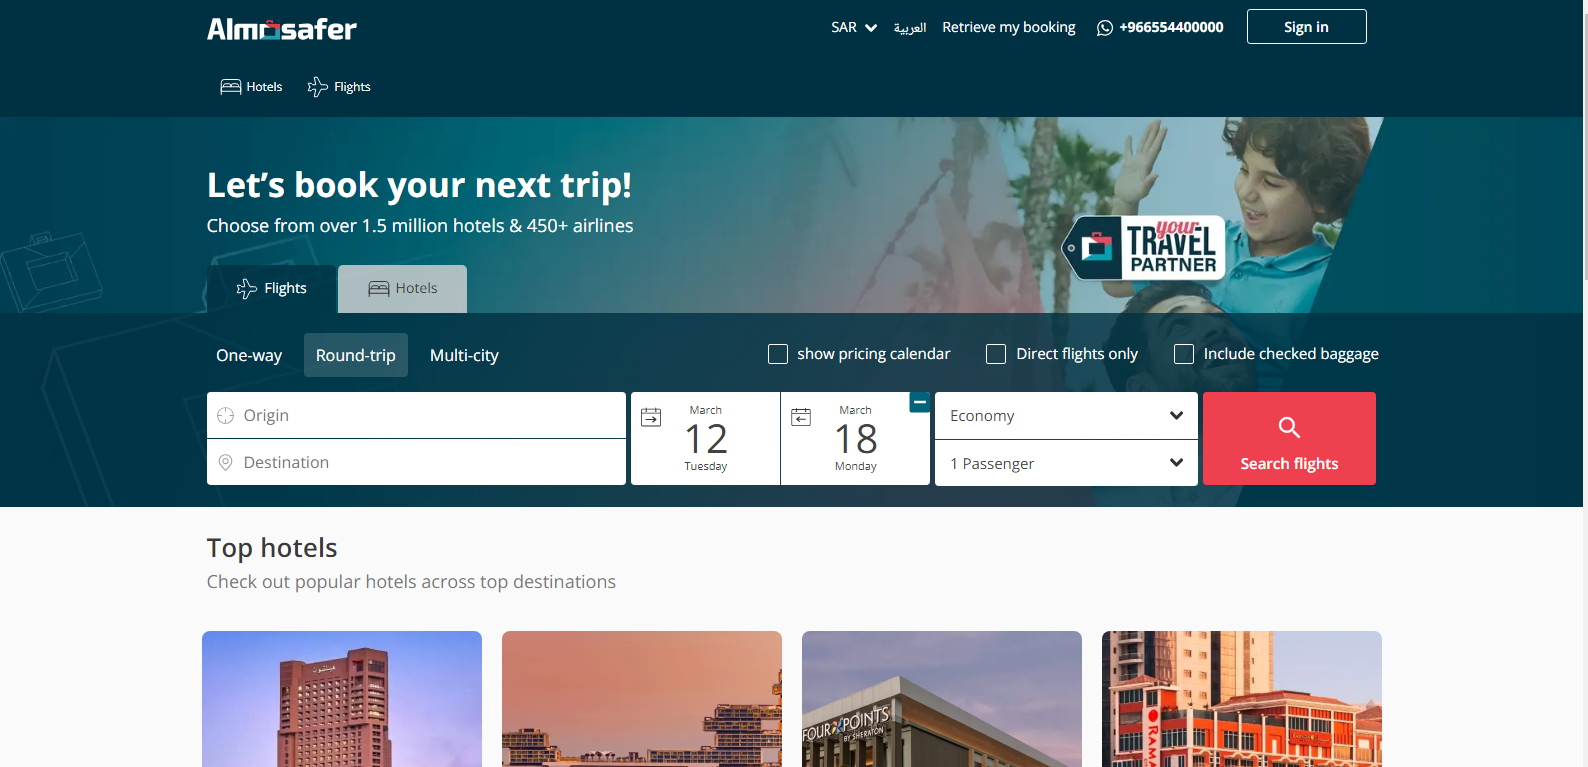 Almosafer
SAR
العربية
Retrieve my booking
+966554400000
Sign in
Hotels
Flights
Let's book your next trip!
Choose from over 1.5 million hotels & 450+ airlines
your
TRAVEL
PARTNER
Flights
Hotels
One-way
Round-trip
Multi-city
show pricing calendar
Direct flights only
Include checked baggage
Origin
Destination
March
12
Tuesday
March
18
Monday
Economy
1 Passenger
Search flights
Top hotels
Check out popular hotels across top destinations
هيلتون
FOUR POINTS
BY SHERATON
RAMA